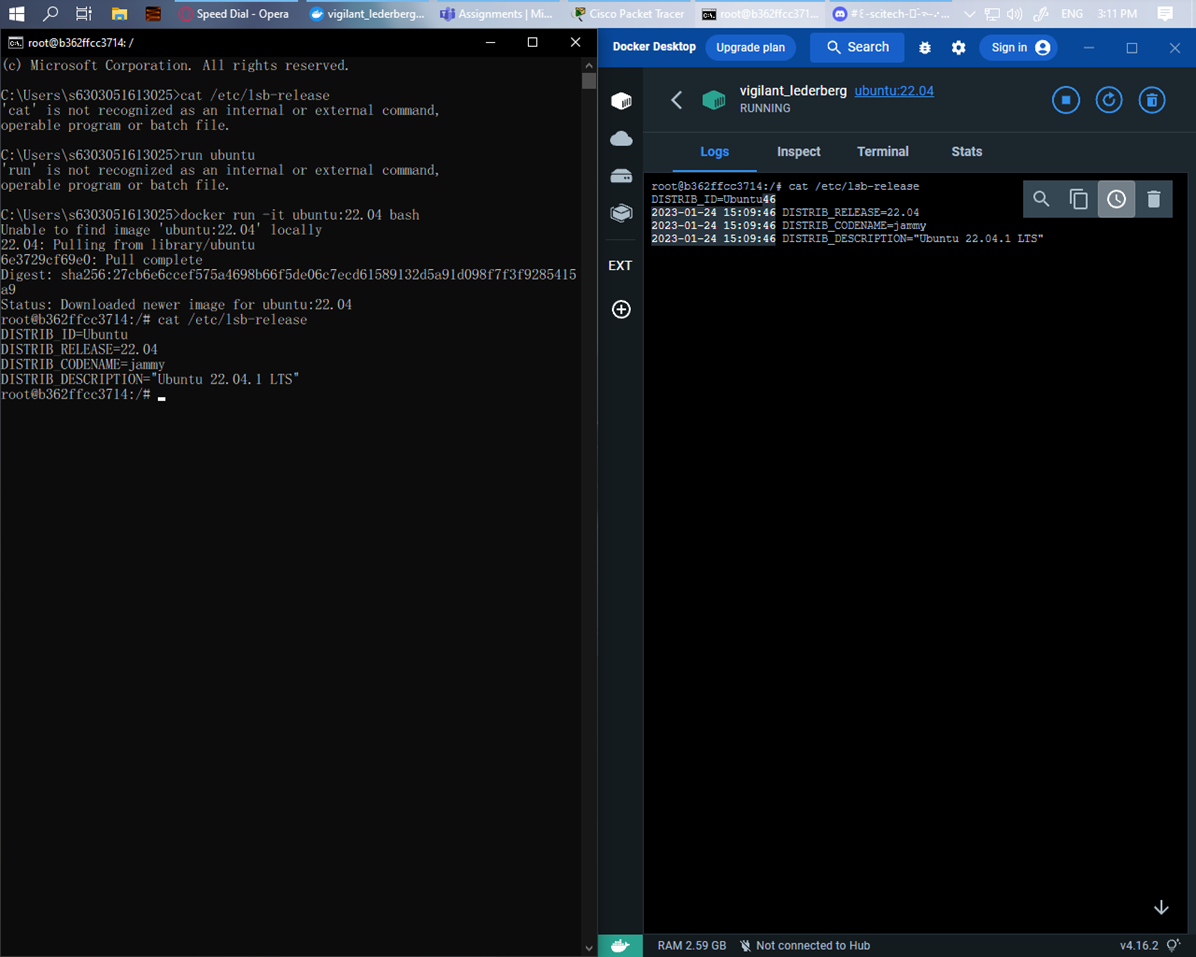 Speed Dial - Opera
vigilant_lederberg...
Assignments | Mi...
Cisco Packet Tracer
root@b362ffcc371...
ENG
3:11 PM
root@b362ffcc3714: /
(c) Microsoft Corporation. All rights reserved.
C:\Users\s6303051613025>cat /etc/lsb-release
'cat' is not recognized as an internal or external command,
operable program or batch file.
C:\Users\s6303051613025>run ubuntu
'run' is not recognized as an internal or external command,
operable program or batch file.
C:\Users\s6303051613025>docker run -it ubuntu:22.04 bash
Unable to find image 'ubuntu:22.04' locally
22.04: Pulling from library/ubuntu
6e3729cf69e0: Pull complete
Digest: sha256:27cb6e6ccef575a4698b66f5de06c7ecd61589132d5a91d098f7f3f9285415
a9
Status: Downloaded newer image for ubuntu:22.04
root@b362ffcc3714:/# cat /etc/lsb-release
DISTRIB_ID=Ubuntu
DISTRIB_RELEASE=22.04
DISTRIB_CODENAME=jammy
DISTRIB_DESCRIPTION="Ubuntu 22.04.1 LTS"
root@b362ffcc3714:/#
Docker Desktop
Upgrade plan
Search
Sign in
vigilant_lederberg ubuntu:22.04
RUNNING
Logs
Inspect
Terminal
Stats
EXT
root@b362ffcc3714:/# cat /etc/lsb-release
DISTRIB_ID=Ubuntu46
2023-01-24 15:09:46 DISTRIB_RELEASE=22.04
2023-01-24 15:09:46 DISTRIB_CODENAME=jammy
2023-01-24 15:09:46 DISTRIB_DESCRIPTION="Ubuntu 22.04.1 LTS"
RAM 2.59 GB
Not connected to Hub
v4.16.2